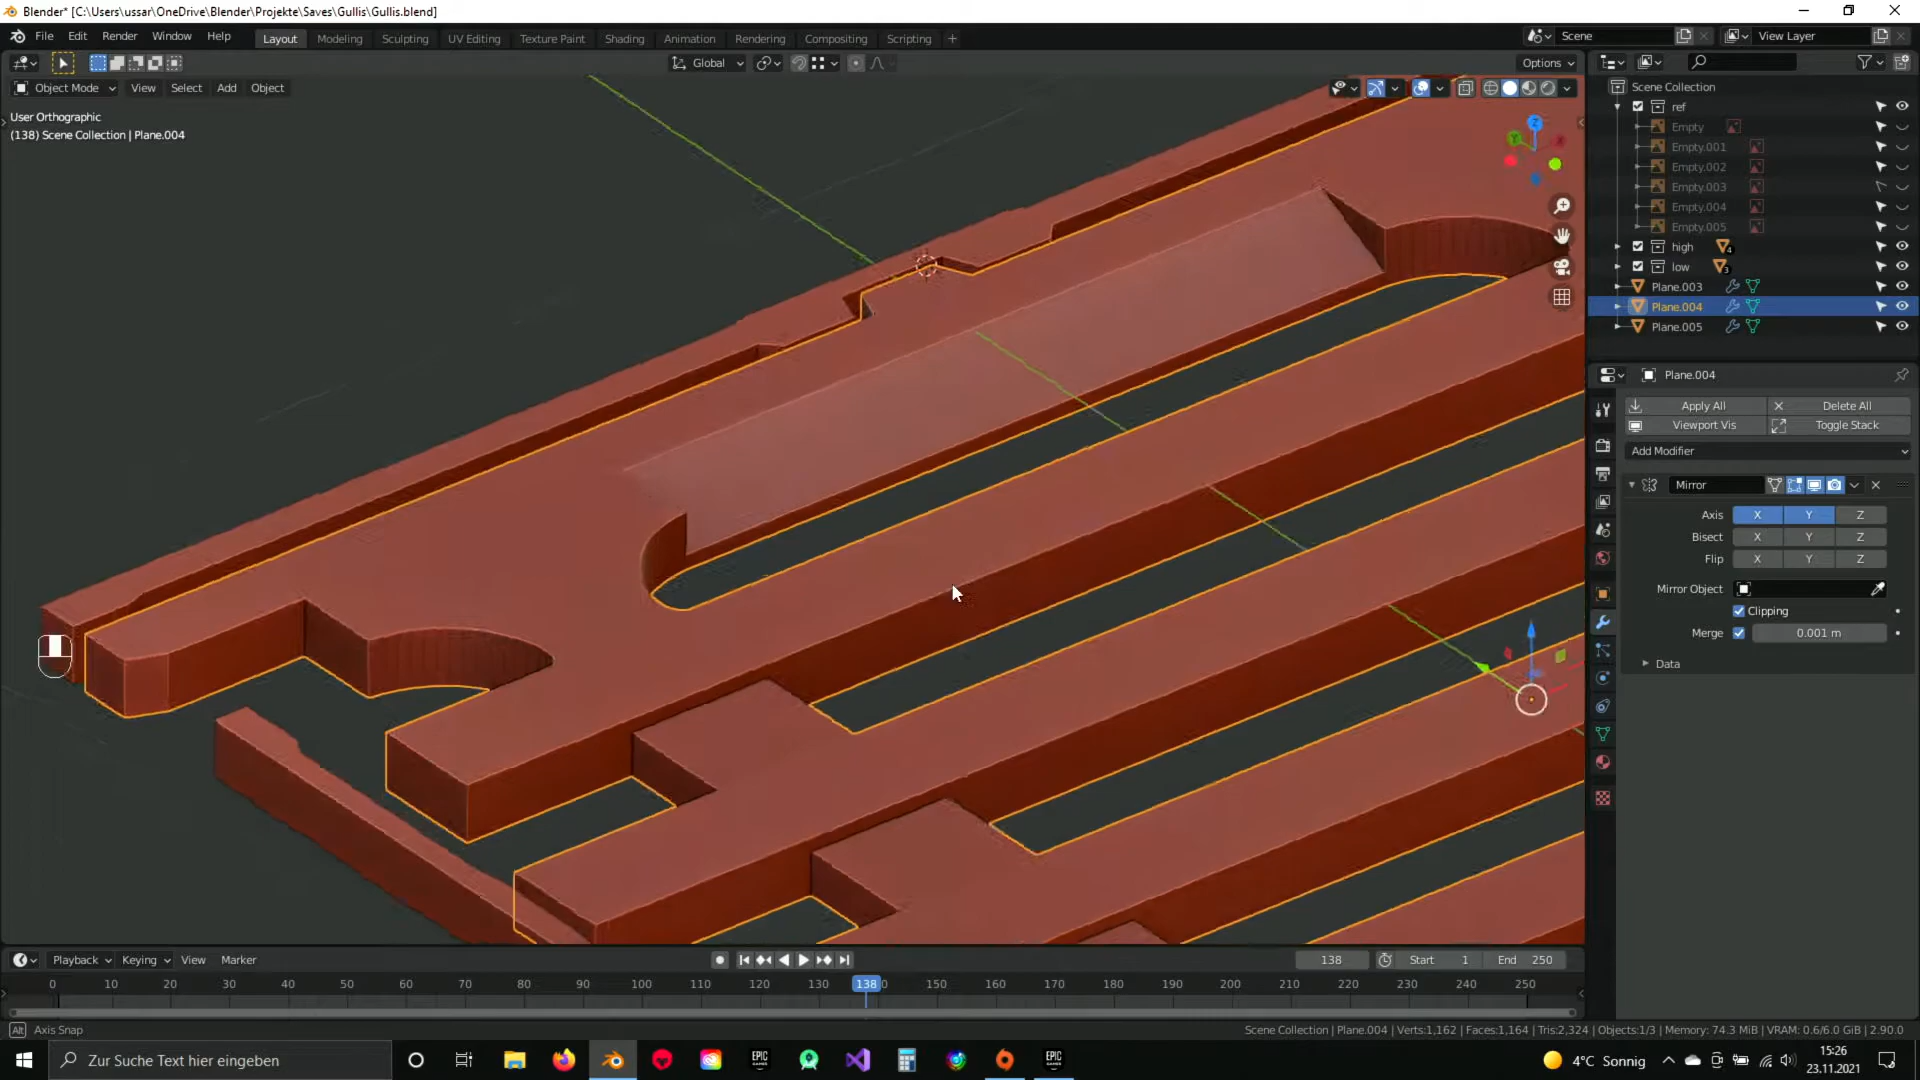 Blender* [C:\Users\ussar\OneDrive\Blender\Projekte\Saves\Gullis\Gullis.blend]
File Edit Render Window Help
Layout Modeling Sculpting UV Editing Texture Paint Shading Animation Rendering Compositing Scripting
Scene
View Layer
Global
Options
Object Mode View Select Add Object
User Orthographic
(138) Scene Collection | Plane.004
Scene Collection
ref
Empty
Empty.001
Empty.002
Empty.003
Empty.004
Empty.005
high
4
low
3
Plane.003
Plane.004
Plane.005
Plane.004
Apply All
Delete All
Viewport Vis
Toggle Stack
Add Modifier
Mirror
Axis X Y Z
Bisect X Y Z
Flip X Y Z
Mirror Object
Clipping
Merge 0.001 m
Data
Z
Y
Playback Keying View Marker
138 Start 1 End 250
0 10 20 30 40 50 60 70 80 90 100 110 120 130 138 0 150 160 170 180 190 200 210 220 230 240 250
Alt Axis Snap
Scene Collection | Plane.004 | Verts:1,162 | Faces:1,164 | Tris:2,324 | Objects:1/3 | Memory: 74.3 MiB | VRAM: 0.6/6.0 GiB | 2.90.0
Zur Suche Text hier eingeben
EPIC GAMES
EPIC GAMES
4°C Sonnig
15:26
23.11.2021